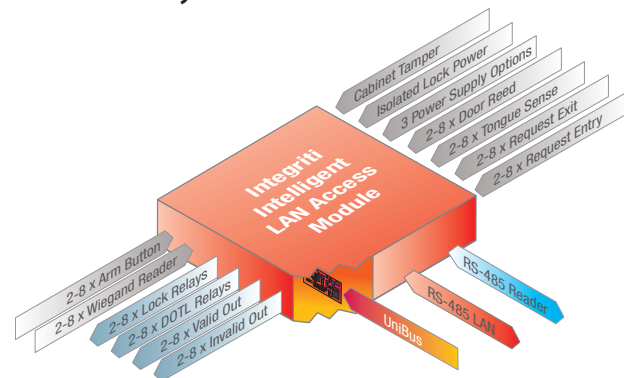 Cabinet Tamper
Isolated Lock Power
3 Power Supply Options
2-8 x Door Reed
2-8 x Tongue Sense
2-8 x Request Exit
2-8 x Request Entry
Integriti
Intelligent
LAN Access
Module
2-8 x Arm Button
2-8 x Wiegand Reader
2-8 x Lock Relays
2-8 x DOTL Relays
2-8 x Valid Out
2-8 x Invalid Out
UniBus
RS-485 LAN
RS-485 Reader